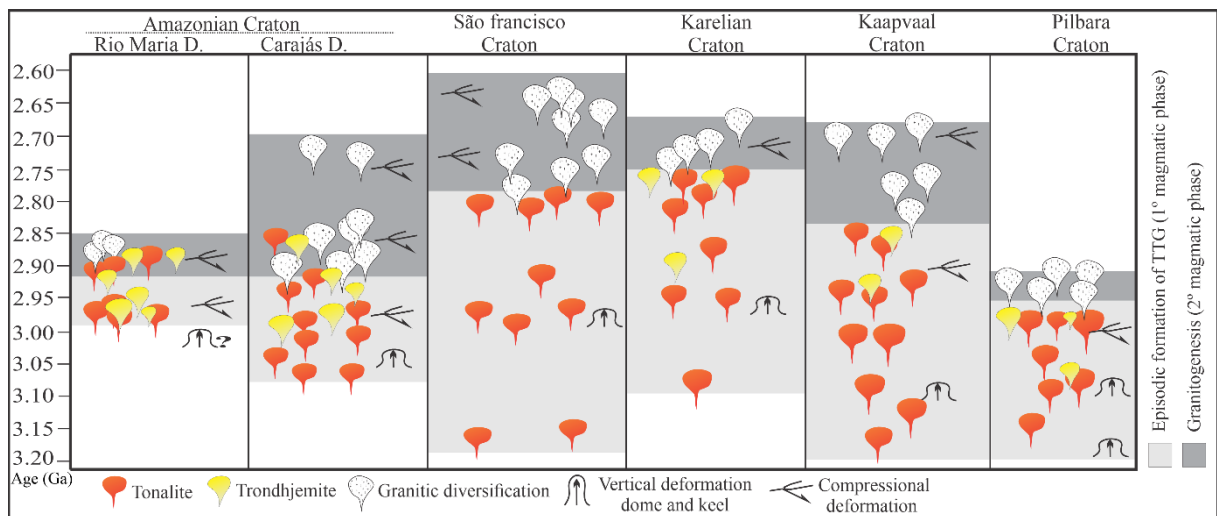 Amazonian Craton
Rio Maria D.
Carajás D.
São francisco
Craton
Karelian
Craton
Kaapvaal
Craton
Pilbara
Craton
2.60
2.65
2.70
2.75
2.80
2.85
2.90
2.95
3.00
3.05
3.10
3.15
3.20
Age (Ga)
?
Episodic formation of TTG (1º magmatic phase)
Granitogenesis (2º magmatic phase)
Tonalite
Trondhjemite
Granitic diversification
Vertical deformation
dome and keel
Compressional
deformation